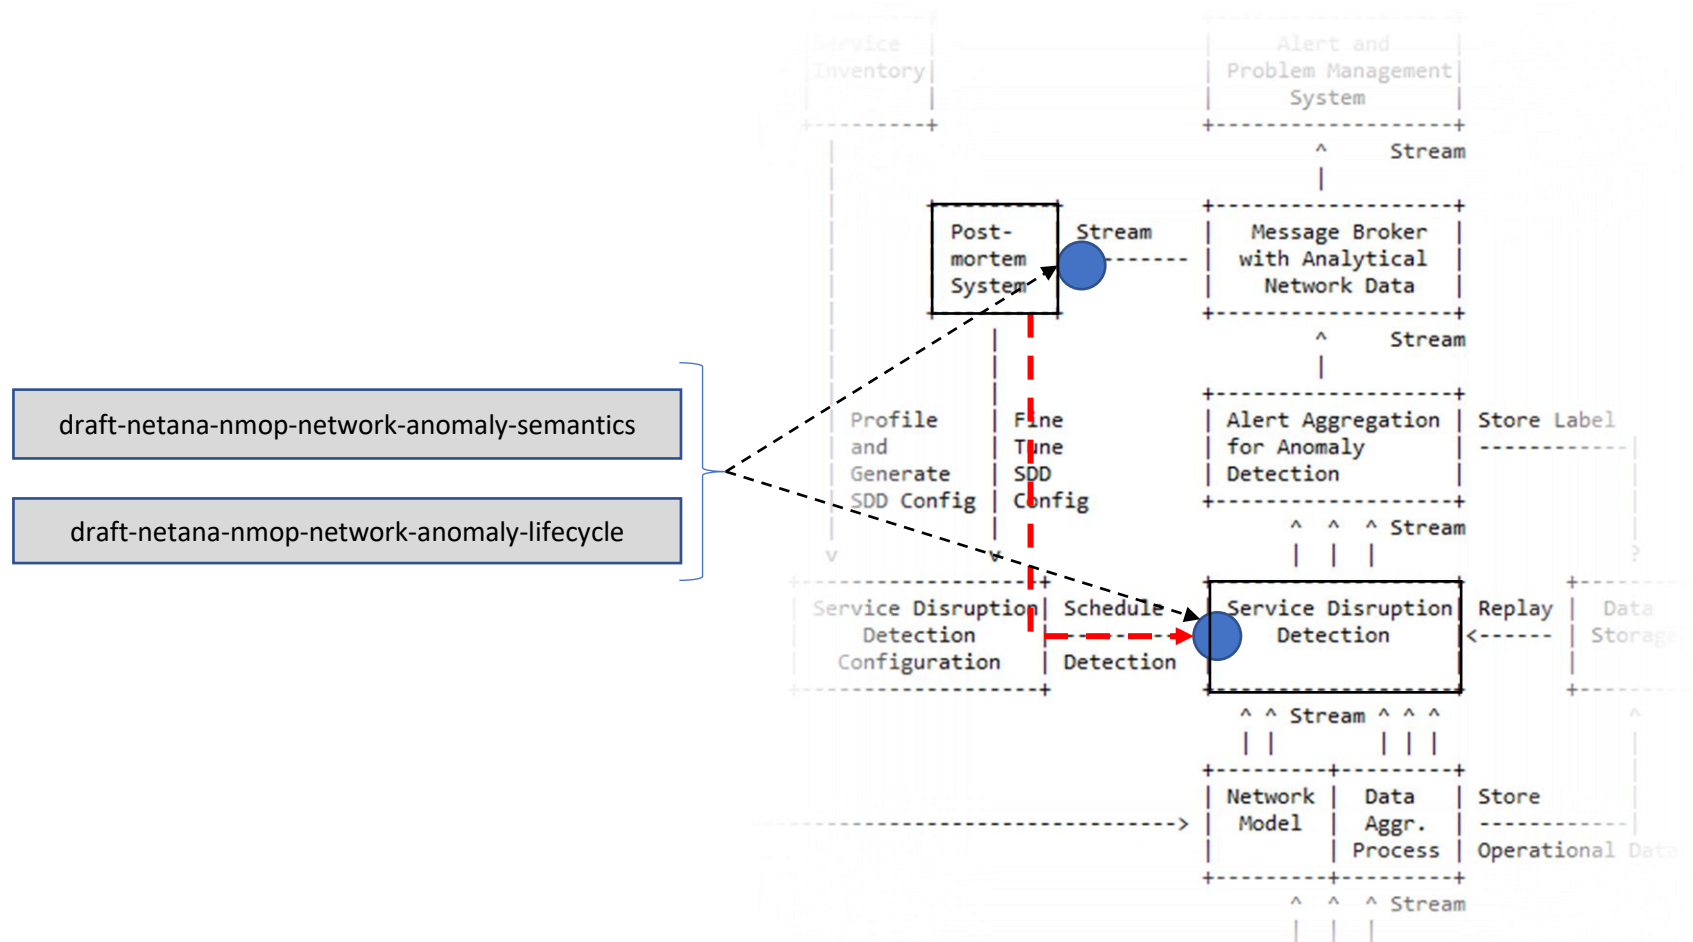 Service
Inventory
Alert and
Problem Management
System
Stream
Post-
mortem
System
Stream
Message Broker
with Analytical
Network Data
Stream
draft-netana-nmop-network-anomaly-semantics
draft-netana-nmop-network-anomaly-lifecycle
Profile
and
Generate
SDD Config
Fine
Tune
SDD
Config
Alert Aggregation
for Anomaly
Detection
Store Label
Stream
Service Disruption
Detection
Configuration
Schedule
Detection
Service Disruption
Detection
Replay
Data
Storage
Stream
Network
Model
Data
Aggr.
Process
Store
Operational Data
Stream